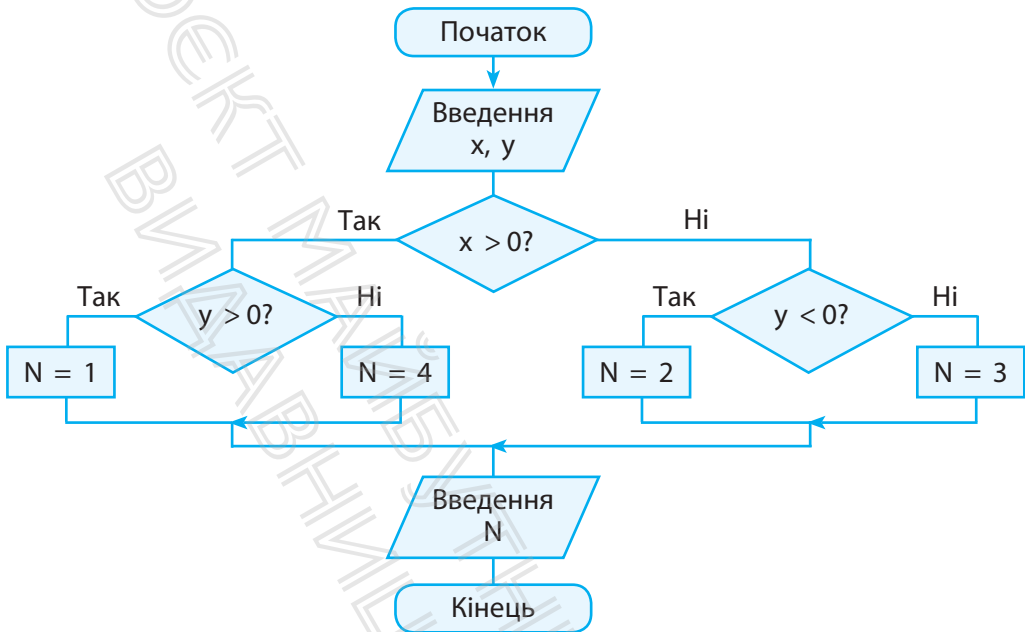 Початок
Введення
x, y
Так
x > 0?
Ні
Так
y > 0?
Ні
Так
y < 0?
Ні
N = 1
N = 4
N = 2
N = 3
Введення
N
Кінець